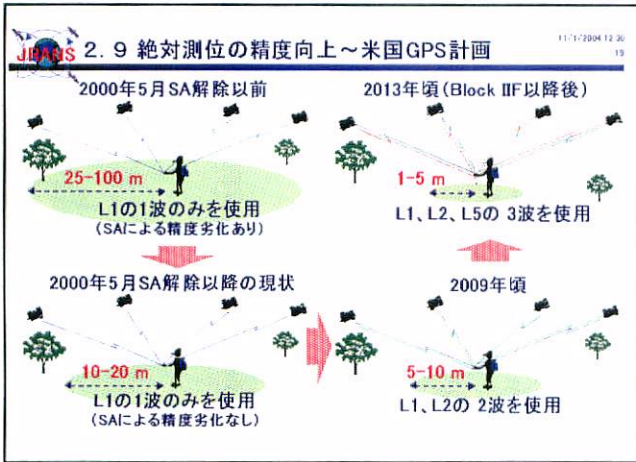 JRANS
2. 9 絶対測位の精度向上～米国GPS計画
11/1/2004 12:30
19
2000年5月SA解除以前
25-100 m
L1の1波のみを使用
(SAによる精度劣化あり)
2000年5月SA解除以降の現状
10-20 m
L1の1波のみを使用
(SAによる精度劣化なし)
2009年頃
5-10 m
L1、L2の 2波を使用
2013年頃(Block IIF以降後)
1-5 m
L1、L2、L5の 3波を使用